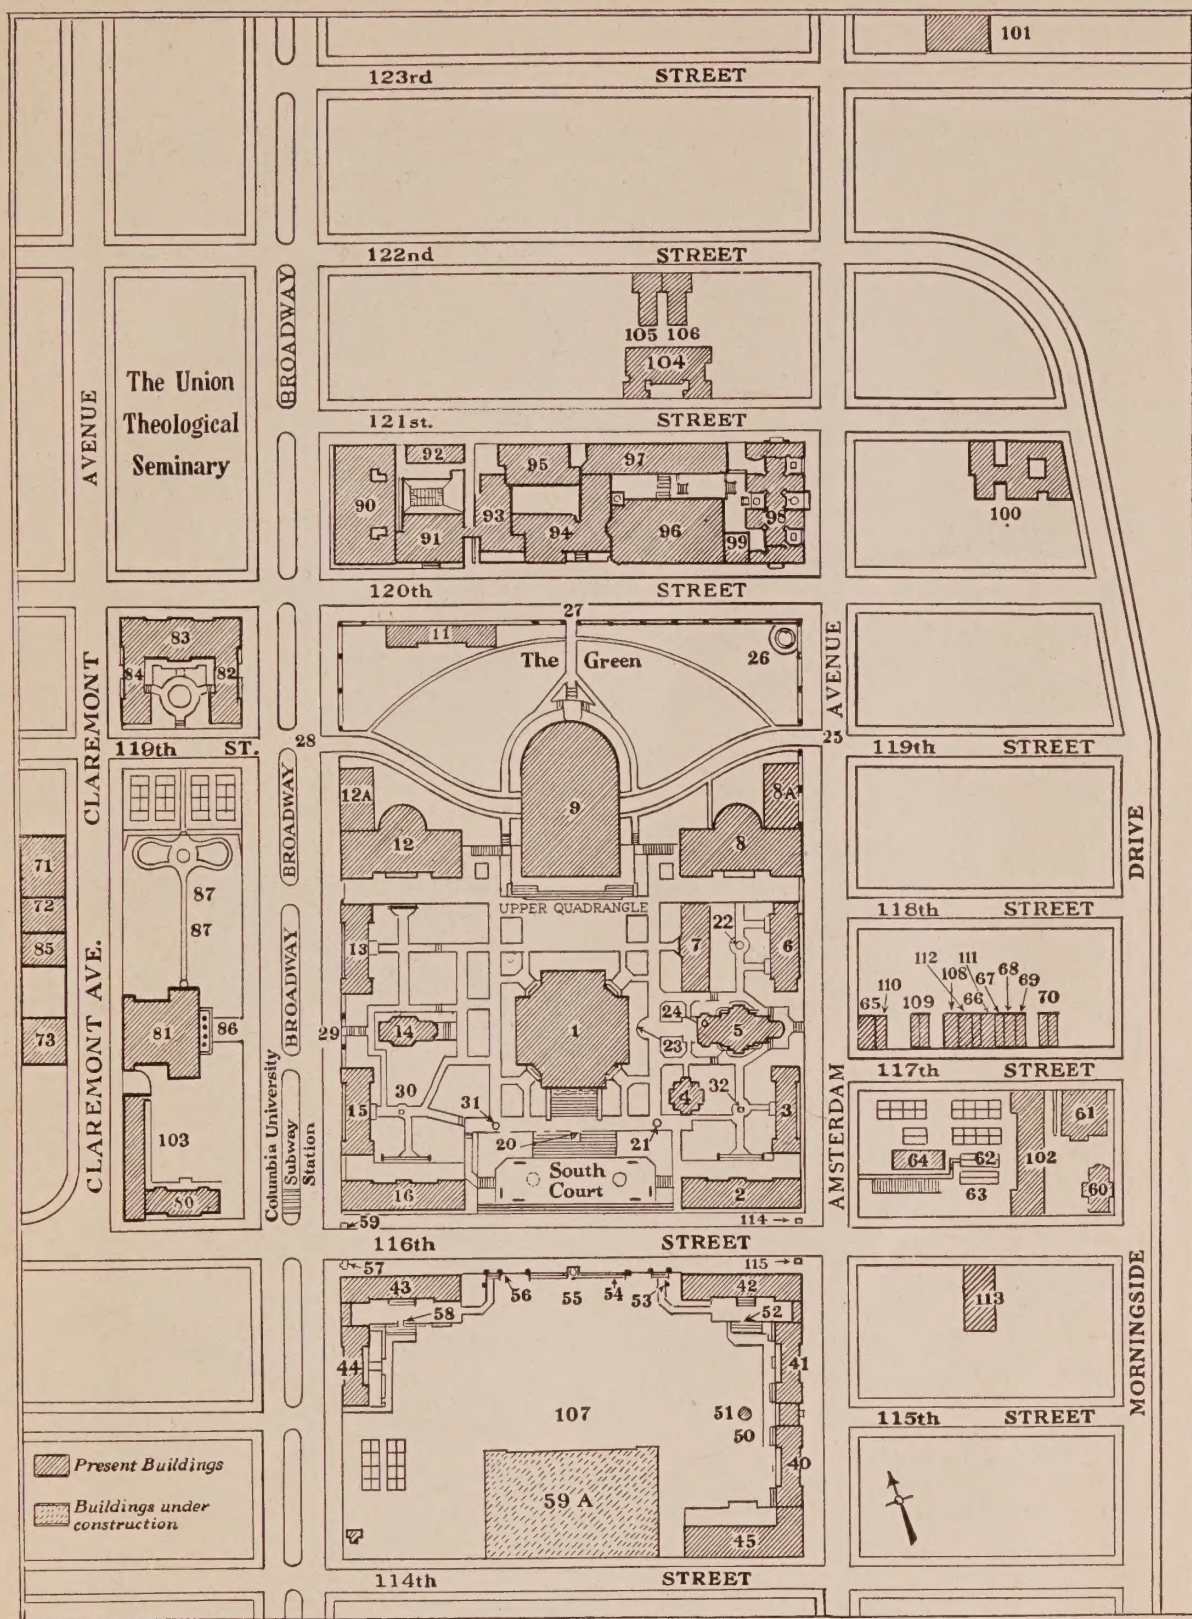 101
123rd STREET
122nd STREET
BROADWAY
105 106
104
The Union
Theological
Seminary
AVENUE
121st. STREET
92
95
97
90
93
91
94
96
98
99
100
120th STREET
27
11
The Green
26
AVENUE
83
84
82
CLAREMONT
119th ST.
28
25
119th STREET
12A
9
8A
12
8
BROADWAY
DRIVE
71
72
85
73
87
87
UPPER QUADRANGLE
118th STREET
13
7
22
6
BROADWAY
112
111
108
67
68
69
65
110
109
66
70
CLAREMONT AVE.
81
86
29
14
1
24
5
23
117th STREET
30
15
31
4
32
3
20
21
103
80
Columbia University
Subway
Station
South
Court
16
2
AMSTERDAM
61
64
62
102
63
60
59
114
116th STREET
57
43
56
55
54
53
42
115
58
52
113
44
41
107
51
50
115th STREET
MORNINGSIDE
Present Buildings
Buildings under
construction
59 A
40
45
114th STREET